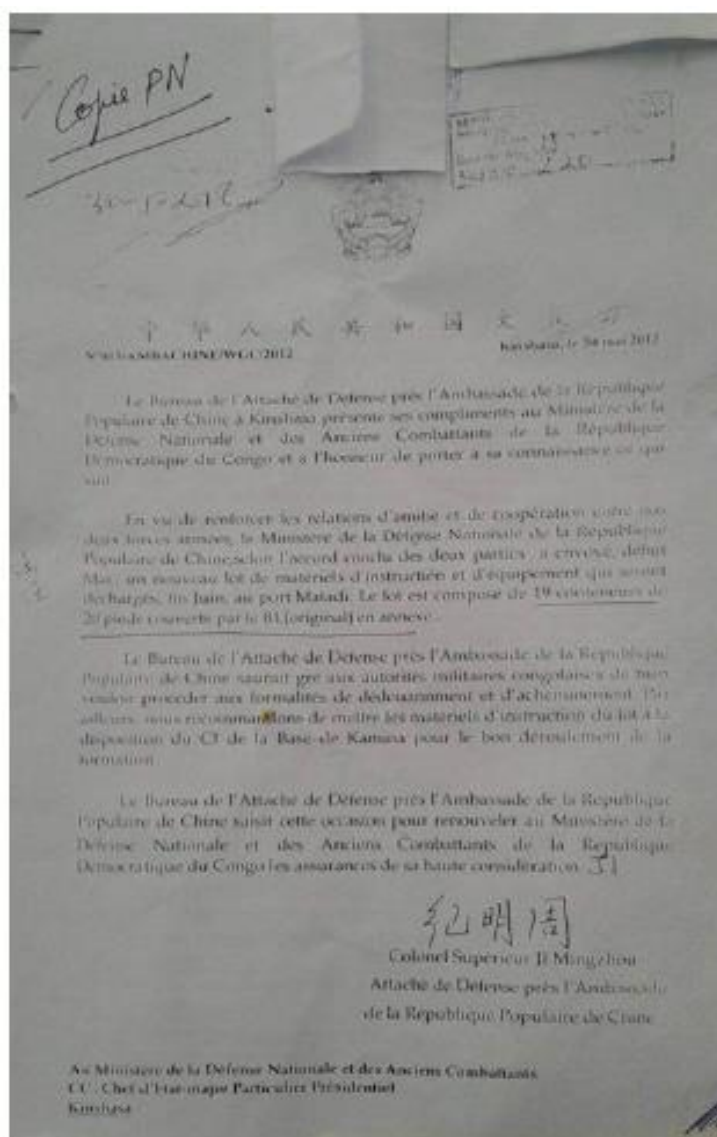 Copie PN
中 华 人 民 共 和 国
Kinshasa, le mai 2012
Le Bureau de l'Attaché de Défense près l'Ambassade de la République
Populaire de Chine à Kinshasa présente ses compliments au Ministère de la
Défense Nationale et des Anciens Combattants de la République
Démocratique du Congo et a l'honneur de porter à sa connaissance ce qui
suit
En vue de renforcer les relations d'amitié et de coopération entre nos
deux forces armées, le Ministère de la Défense Nationale de la République
Populaire de Chine, selon l'accord conclu des deux parties, a envoyé, début
Mai, un nouveau lot de matériels d'instruction et d'équipement qui seront
déchargés, fin Juin, au port Matadi. Le lot est composé de 19 conteneurs de
20 pieds couverts par le BL(original) en annexe.
Le Bureau de l'Attaché de Défense près l'Ambassade de la République
Populaire de Chine saurait gré aux autorités militaires congolaises de bien
vouloir procéder aux formalités de dédouanement et d'acheminement. Par
ailleurs, nous recommandons de mettre les matériels d'instruction du lot à la
disposition du CI de la Base de Kamina pour le bon déroulement de la
formation
Le Bureau de l'Attaché de Défense près l'Ambassade de la République
Populaire de Chine saisit cette occasion pour renouveler au Ministère de la
Défense Nationale et des Anciens Combattants de la République
Démocratique du Congo les assurances de sa haute considération.
纪明周
Colonel Supérieur Ji Mingzhou
Attaché de Défense près l'Ambassade
de la République Populaire de Chine
Au Ministère de la Défense Nationale et des Anciens Combattants
CC : Chef d'Etat-major Particulier Présidentiel
Kinshasa